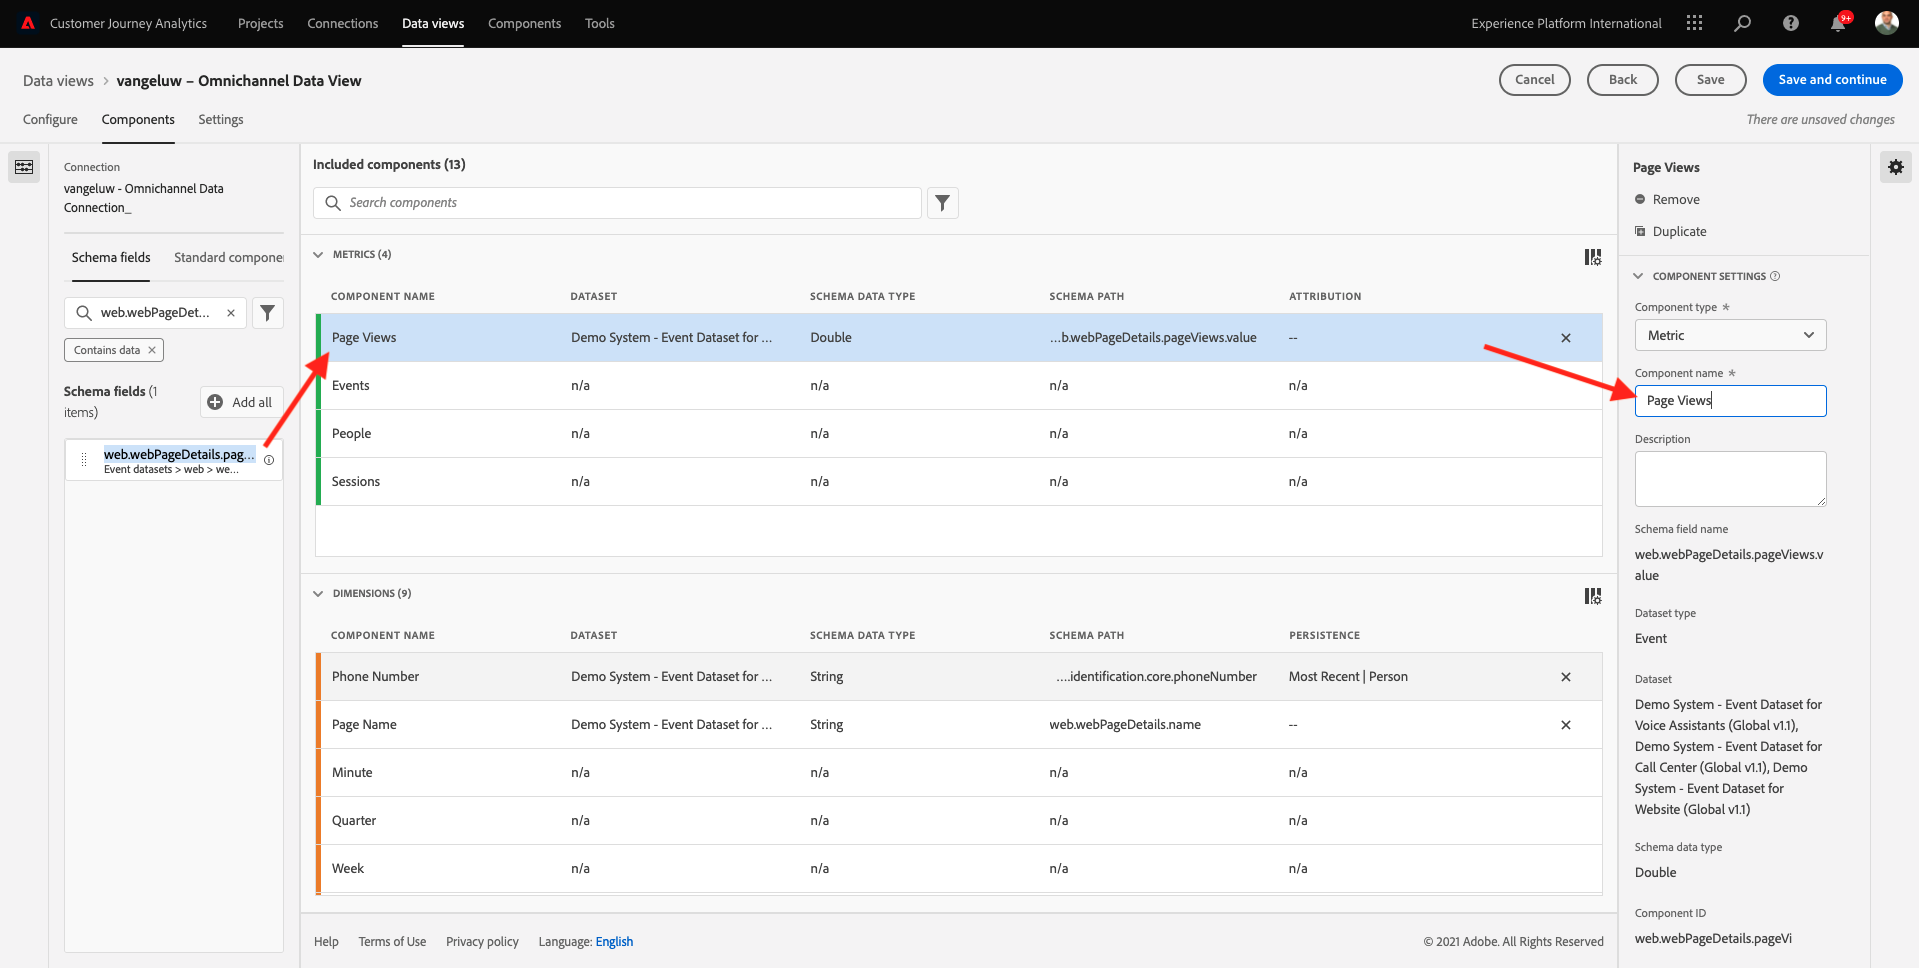 Customer Journey Analytics
Projects
Connections
Data views
Components
Tools
Experience Platform International
9+
Data views
vangeluw – Omnichannel Data View
Cancel
Back
Save
Save and continue
Configure
Components
Settings
There are unsaved changes
Connection
vangeluw - Omnichannel Data
Connection_
Schema fields
Standard compone
web.webPageDet...
Contains data
Schema fields (1
items)
Add all
web.webPageDetails.pag...
Event datasets > web > we...
Included components (13)
Search components
METRICS (4)
COMPONENT NAME DATASET SCHEMA DATA TYPE SCHEMA PATH ATTRIBUTION
Page Views Demo System - Event Dataset for ... Double ...b.webPageDetails.pageViews.value --
Events n/a n/a n/a n/a
People n/a n/a n/a n/a
Sessions n/a n/a n/a n/a
DIMENSIONS (9)
COMPONENT NAME DATASET SCHEMA DATA TYPE SCHEMA PATH PERSISTENCE
Phone Number Demo System - Event Dataset for ... String ....identification.core.phoneNumber Most Recent | Person
Page Name Demo System - Event Dataset for ... String web.webPageDetails.name --
Minute n/a n/a n/a n/a
Quarter n/a n/a n/a n/a
Week n/a n/a n/a n/a
Help
Terms of Use
Privacy policy
Language: English
© 2021 Adobe. All Rights Reserved
Page Views
Remove
Duplicate
COMPONENT SETTINGS
Component type *
Metric
Component name *
Page Views
Description
Schema field name
web.webPageDetails.pageViews.v
alue
Dataset type
Event
Dataset
Demo System - Event Dataset for
Voice Assistants (Global v1.1),
Demo System - Event Dataset for
Call Center (Global v1.1), Demo
System - Event Dataset for
Website (Global v1.1)
Schema data type
Double
Component ID
web.webPageDetails.pageVi